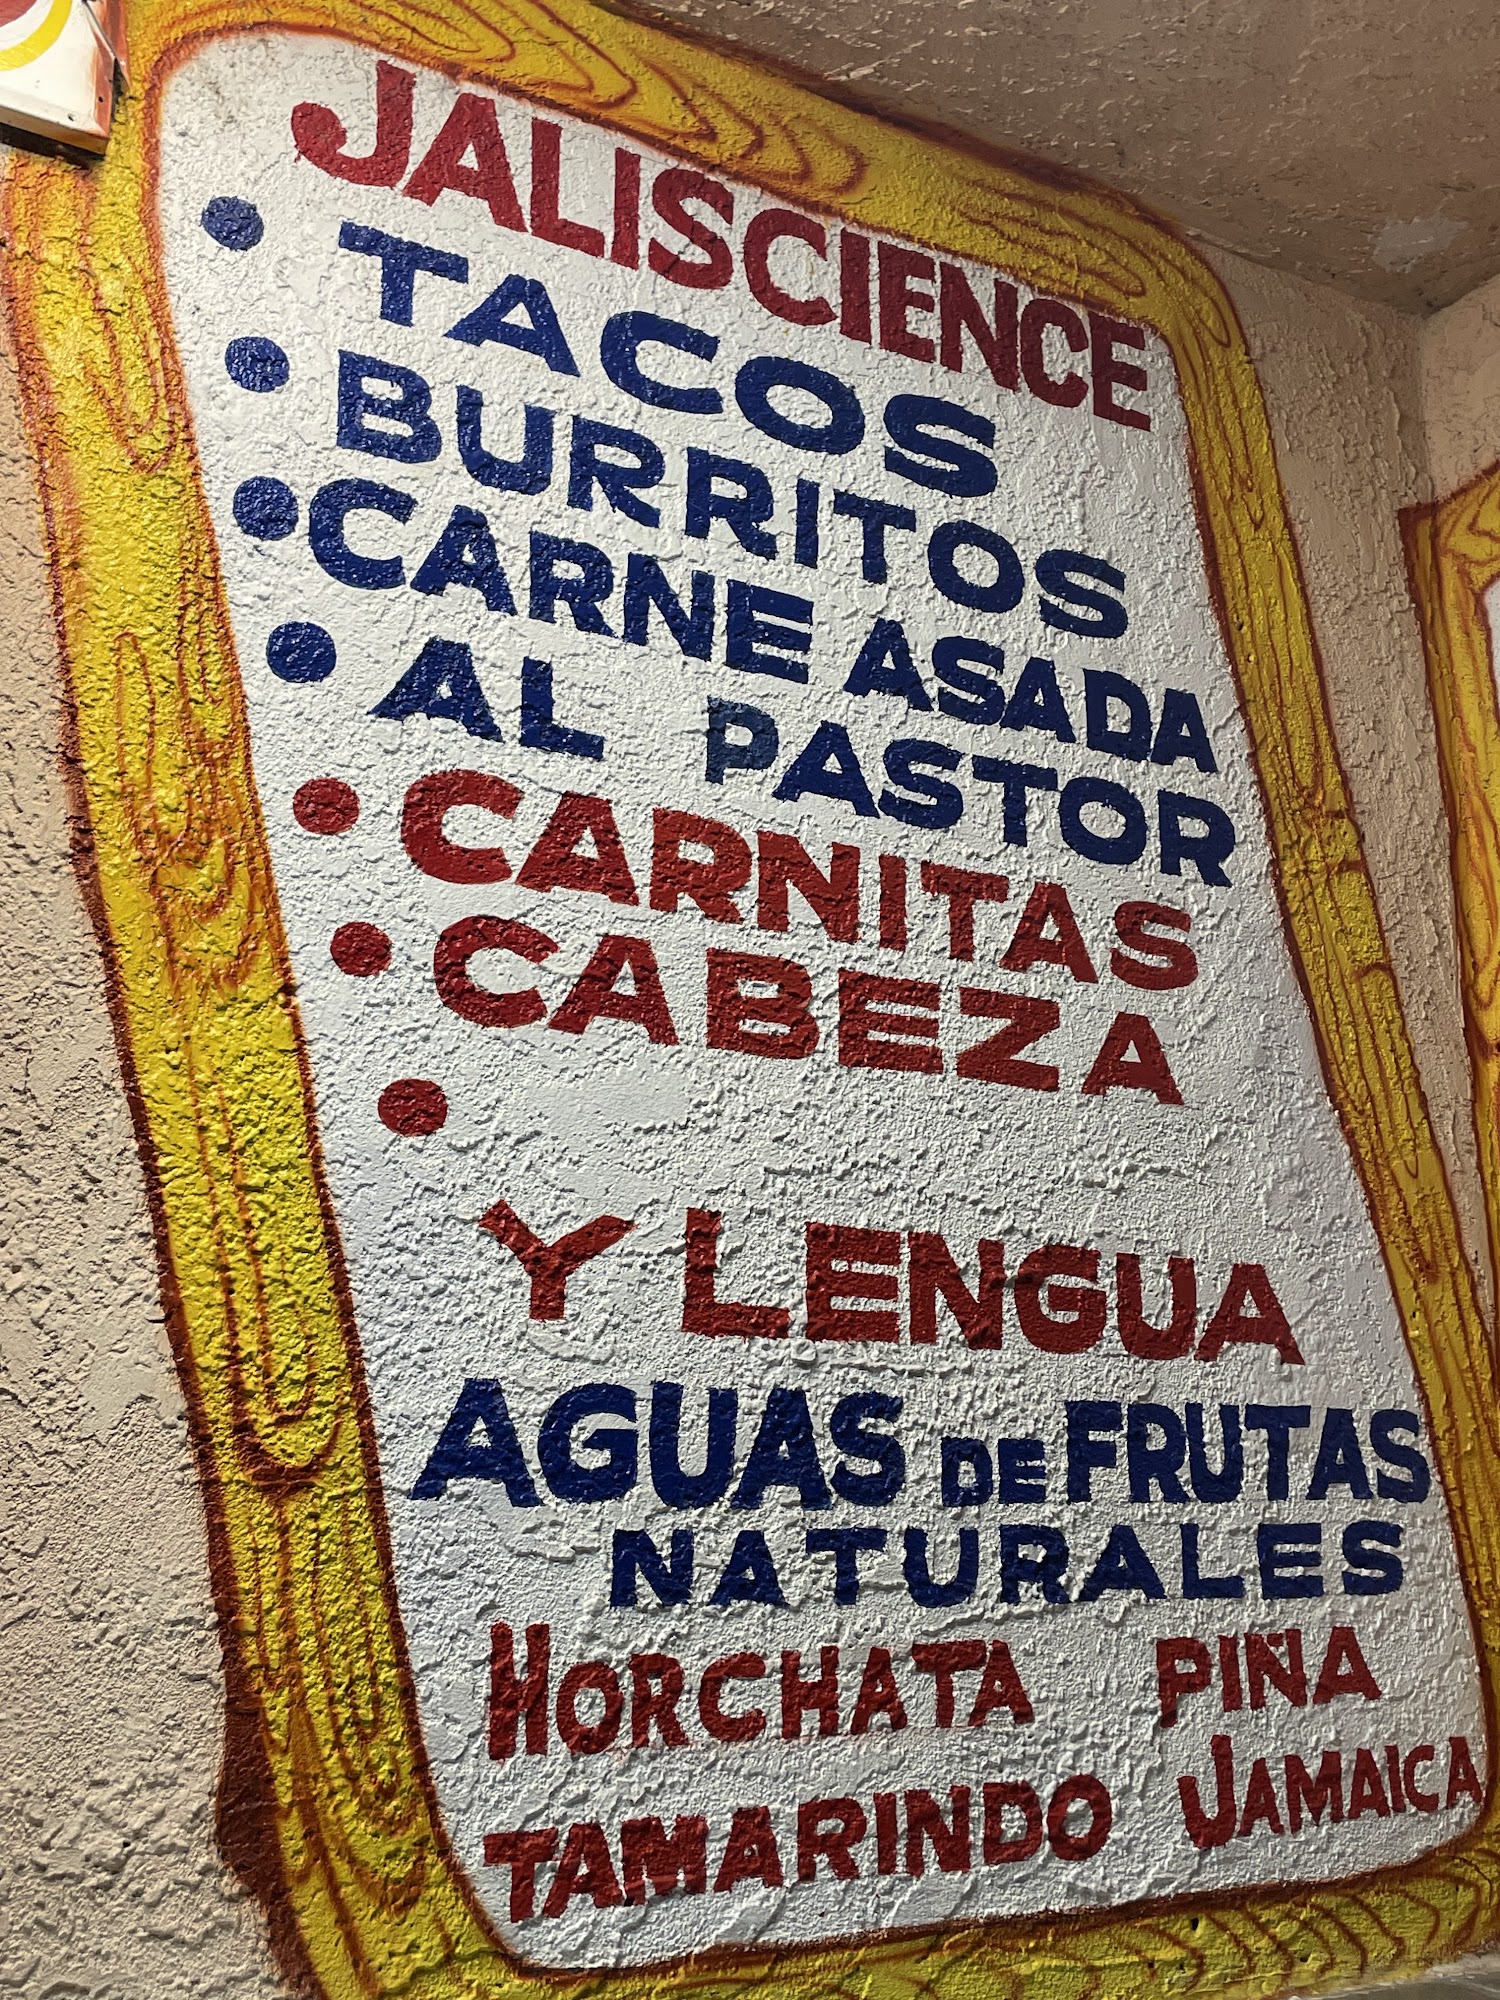 JALISCIENCE
• TACOS
• BURRITOS
• CARNE ASADA
• AL PASTOR
• CARNITAS
• CABEZA
•
Y LENGUA
AGUAS DE FRUTAS
NATURALES
HORCHATA PIÑA
TAMARINDO JAMAICA